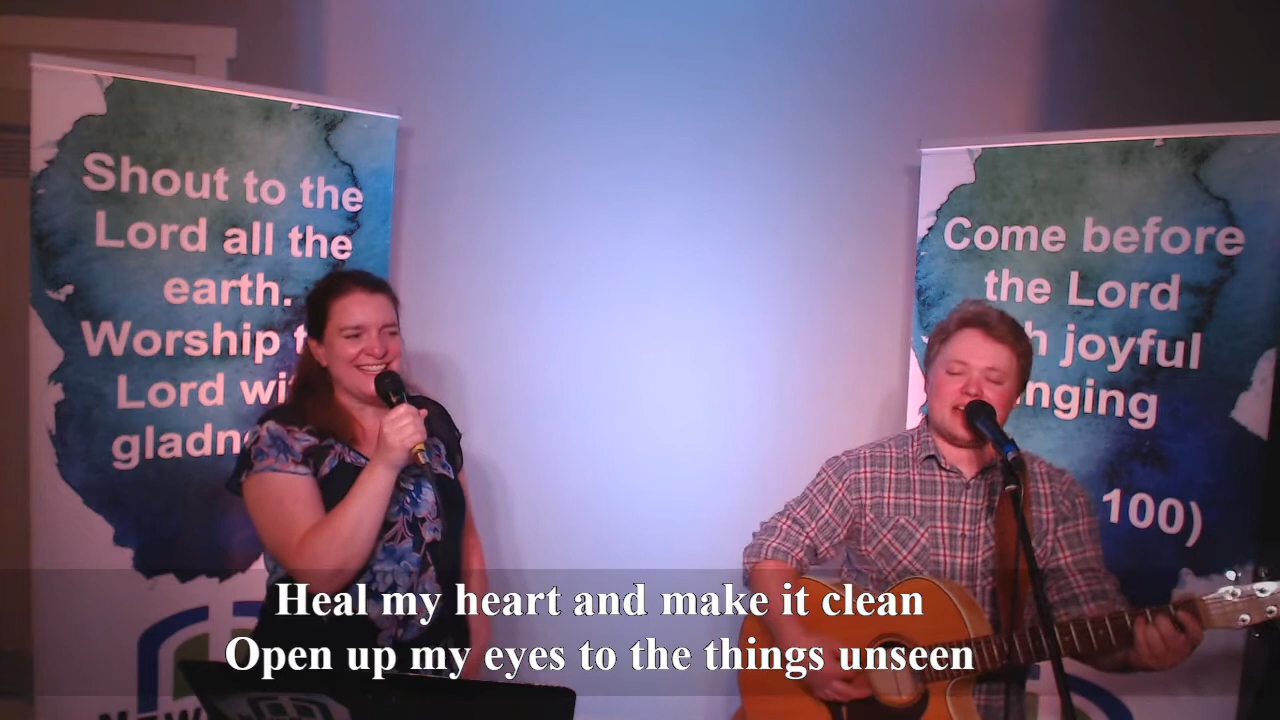 Shout to the
Lord all the
earth.
Worship
Lord
Come before
the Lord
joyful
100)
Heal my heart and make it clean
Open up my eyes to the things unseen